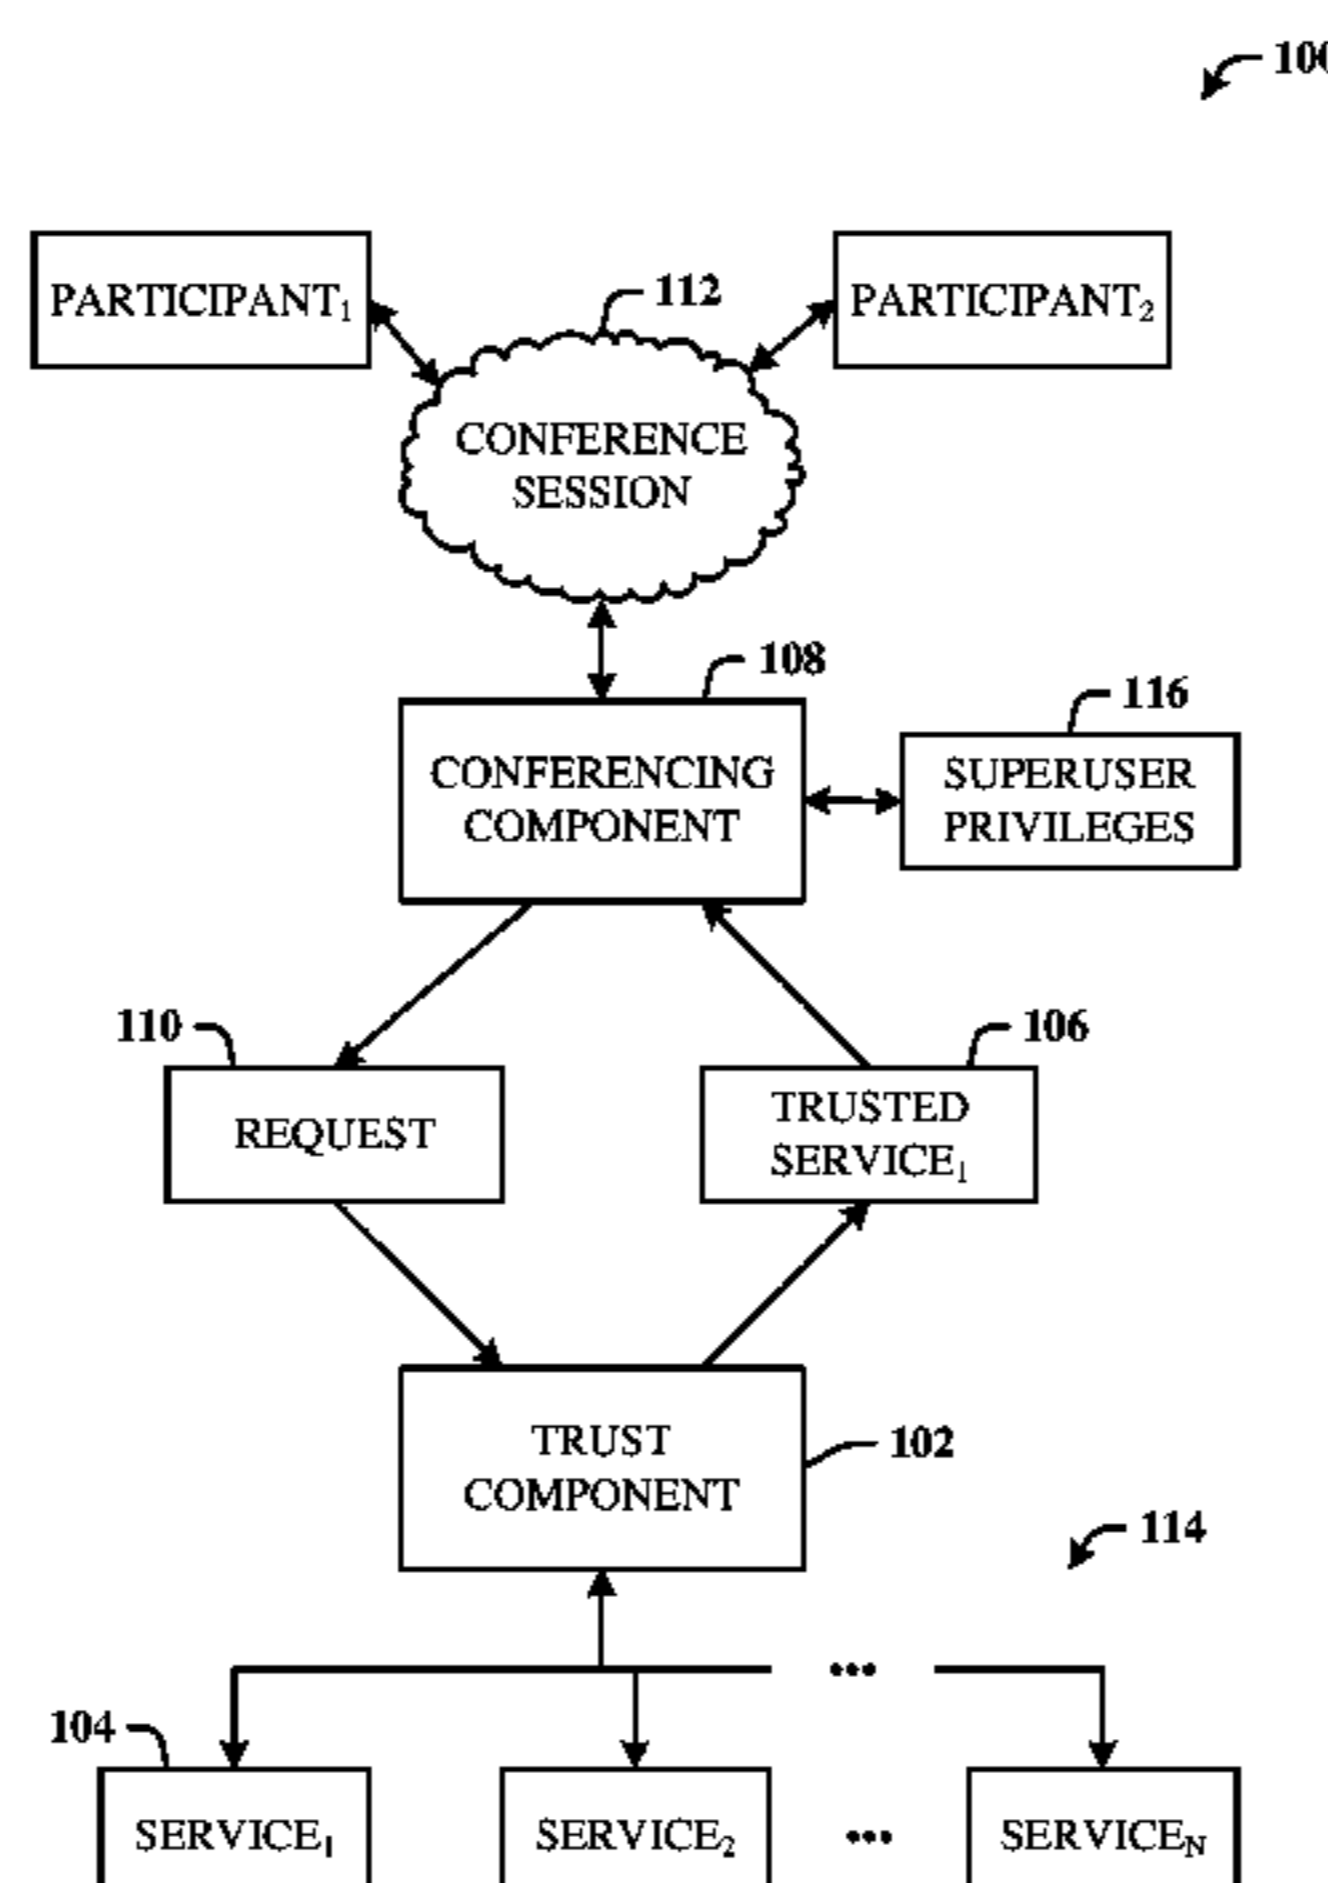 100
PARTICIPANT₁
112
PARTICIPANT₂
CONFERENCE
SESSION
108
116
CONFERENCING
COMPONENT
SUPERUSER
PRIVILEGES
110
106
REQUEST
TRUSTED
SERVICE₁
TRUST
COMPONENT
102
114
...
104
SERVICE₁
SERVICE₂
...
SERVICE_N